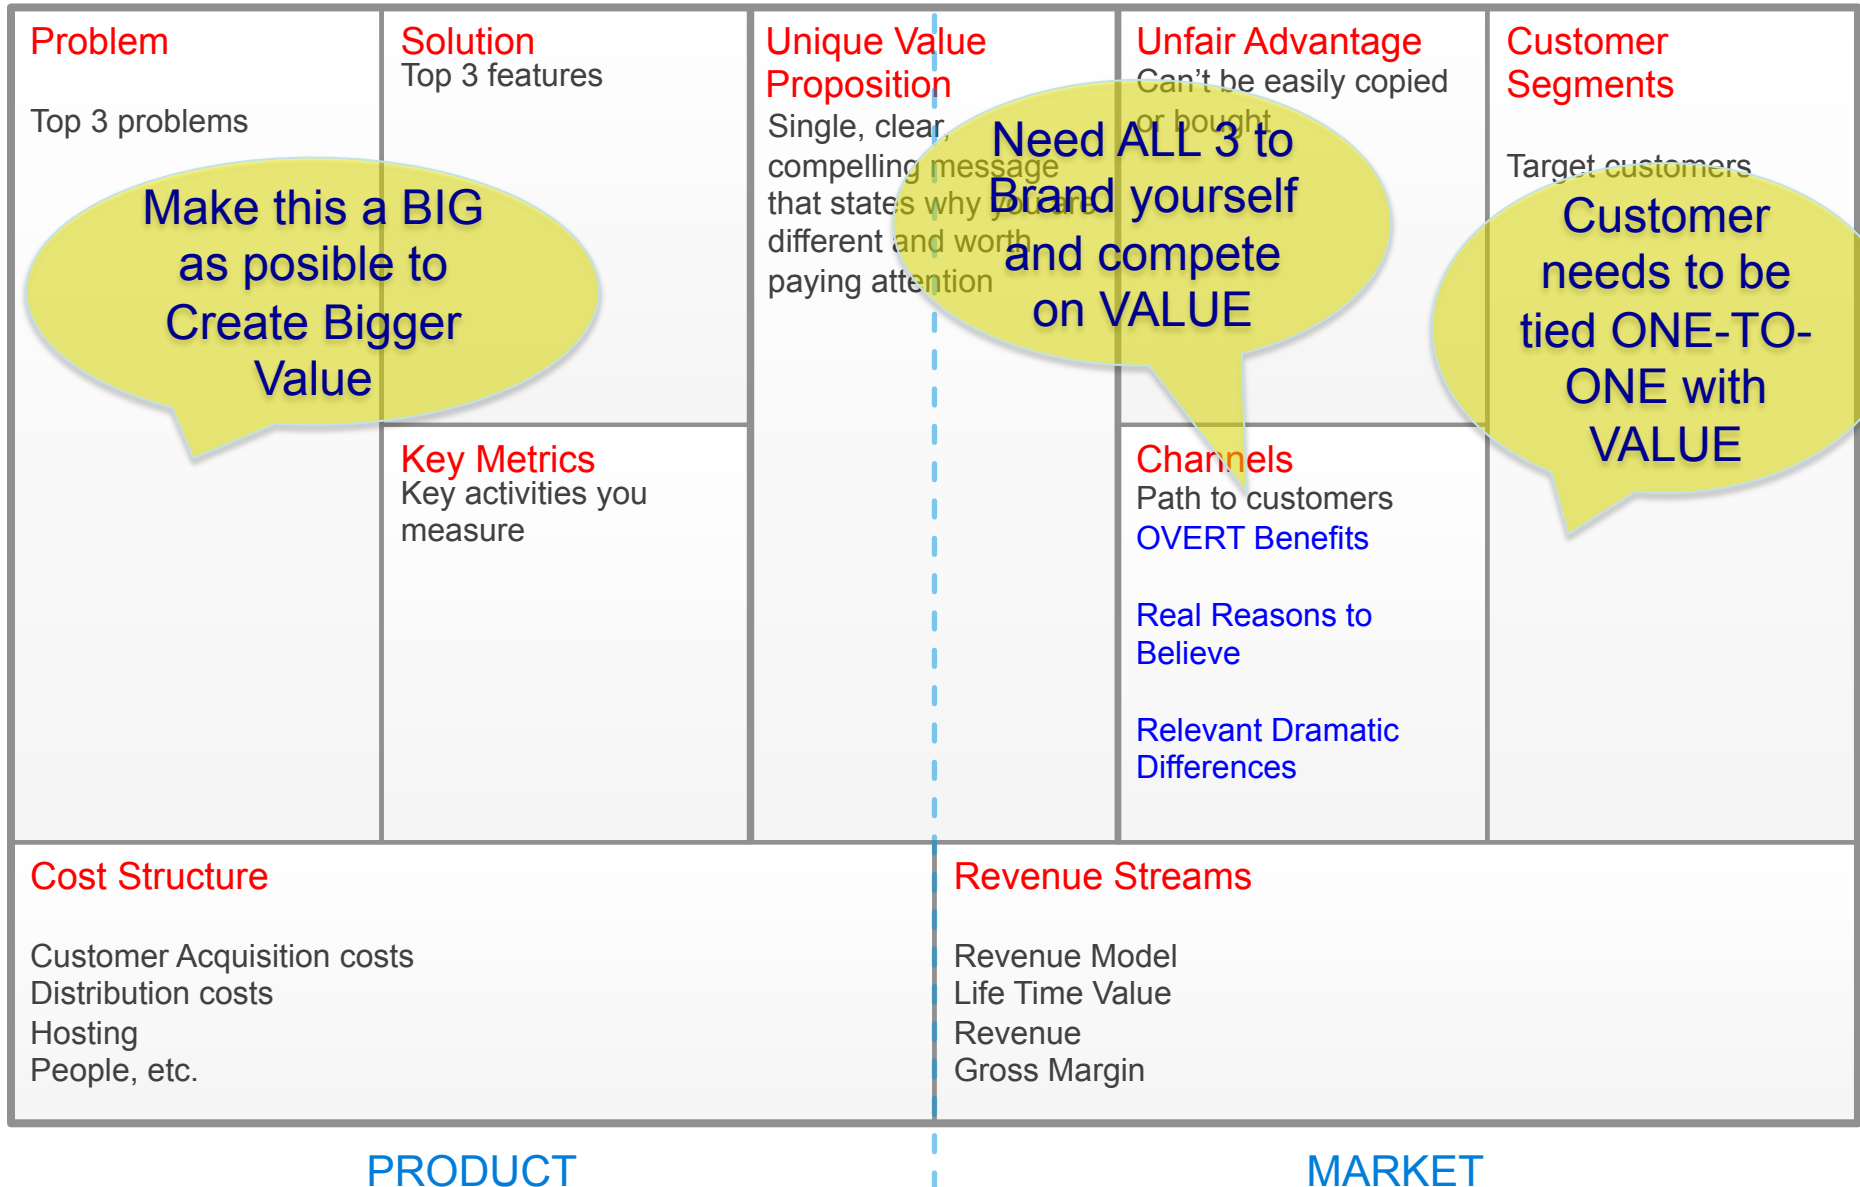 Problem
Top 3 problems
Make this a BIG
as posible to
Create Bigger
Value
Solution
Top 3 features
Key Metrics
Key activities you
measure
Unique Value
Proposition
Single, clear,
compelling message
that states why you are
different and worth
paying attention
Need ALL 3 to
Brand yourself
and compete
on VALUE
Unfair Advantage
Can't be easily copied
or bought
Channels
Path to customers
OVERT Benefits
Real Reasons to
Believe
Relevant Dramatic
Differences
Customer
Segments
Target customers
Customer
needs to be
tied ONE-TO-
ONE with
VALUE
Cost Structure
Customer Acquisition costs
Distribution costs
Hosting
People, etc.
Revenue Streams
Revenue Model
Life Time Value
Revenue
Gross Margin
PRODUCT
MARKET